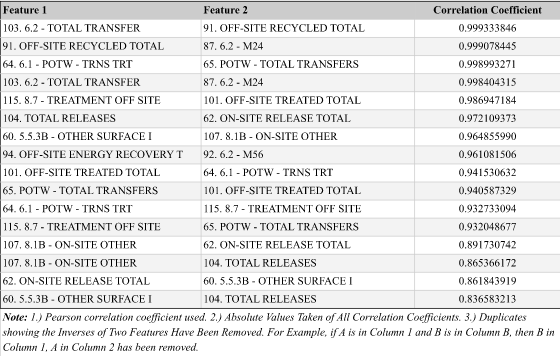 Feature 1 Feature 2 Correlation Coefficient
103. 6.2 - TOTAL TRANSFER 91. OFF-SITE RECYCLED TOTAL 0.999333846
91. OFF-SITE RECYCLED TOTAL 87. 6.2 - M24 0.999078445
64. 6.1 - POTW - TRNS TRT 65. POTW - TOTAL TRANSFERS 0.998993271
103. 6.2 - TOTAL TRANSFER 87. 6.2 - M24 0.998404315
115. 8.7 - TREATMENT OFF SITE 101. OFF-SITE TREATED TOTAL 0.986947184
104. TOTAL RELEASES 62. ON-SITE RELEASE TOTAL 0.972109373
60. 5.5.3B - OTHER SURFACE I 107. 8.1B - ON-SITE OTHER 0.964855990
94. OFF-SITE ENERGY RECOVERY T 92. 6.2 - M56 0.961081506
101. OFF-SITE TREATED TOTAL 64. 6.1 - POTW - TRNS TRT 0.941530632
65. POTW - TOTAL TRANSFERS 101. OFF-SITE TREATED TOTAL 0.940587329
64. 6.1 - POTW - TRNS TRT 115. 8.7 - TREATMENT OFF SITE 0.932733094
115. 8.7 - TREATMENT OFF SITE 65. POTW - TOTAL TRANSFERS 0.932048677
107. 8.1B - ON-SITE OTHER 62. ON-SITE RELEASE TOTAL 0.891730742
107. 8.1B - ON-SITE OTHER 104. TOTAL RELEASES 0.865366172
62. ON-SITE RELEASE TOTAL 60. 5.5.3B - OTHER SURFACE I 0.861843919
60. 5.5.3B - OTHER SURFACE I 104. TOTAL RELEASES 0.836583213
Note: 1.) Pearson correlation coefficient used. 2.) Absolute Values Taken of All Correlation Coefficients. 3.) Duplicates
showing the Inverses of Two Features Have Been Removed. For Example, if A is in Column 1 and B is in Column B, then B in
Column 1, A in Column 2 has been removed.